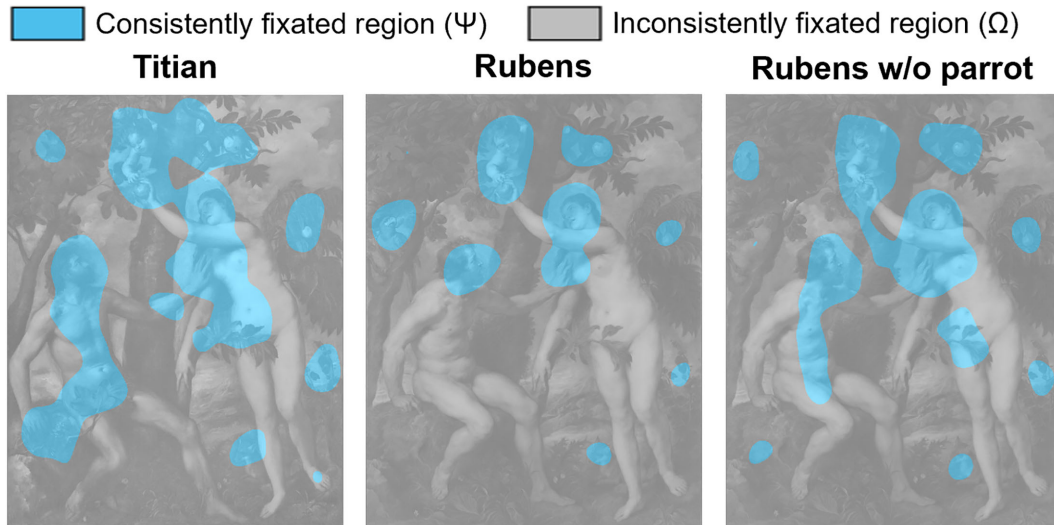 Consistently fixated region (Ψ) Inconsistently fixated region (Ω)
Titian Rubens Rubens w/o parrot